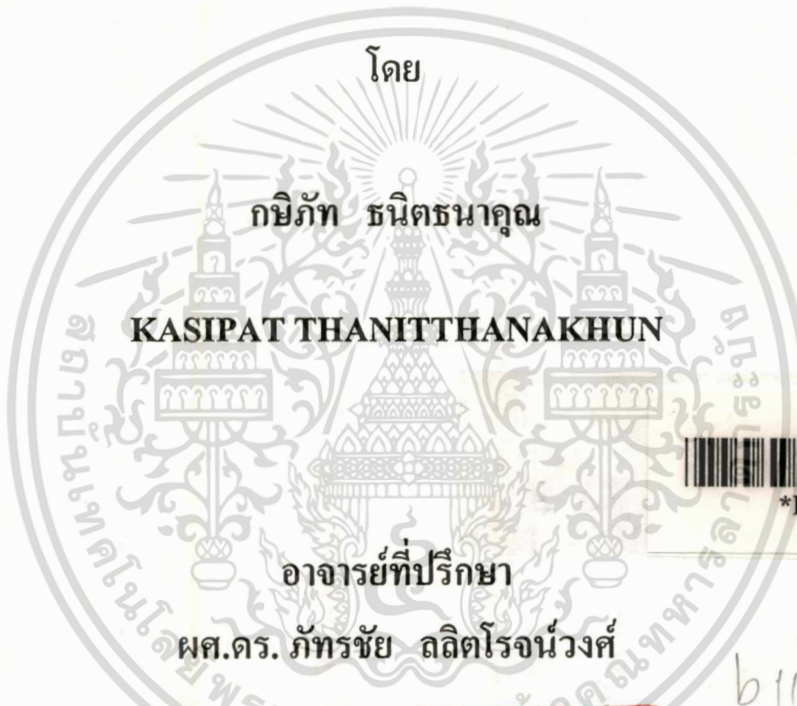 โดย
กษิภัท ธนิตธนาคุณ
KASIPAT THANITTHANAKHUN
อาจารย์ที่ปรึกษา
ผศ.ดร. ภัทรชัย ลลิตโรจน์วงศ์